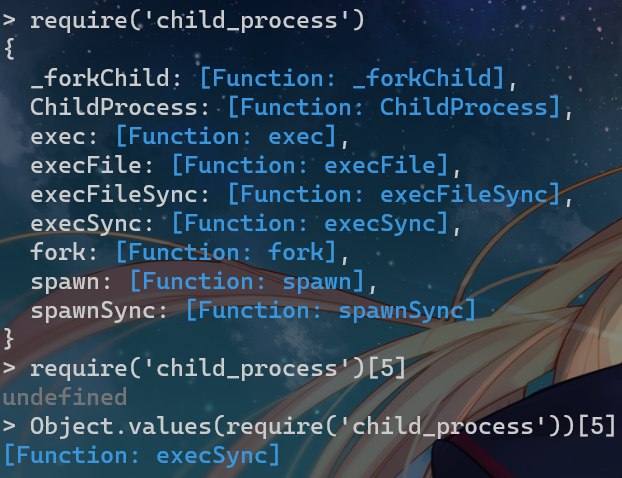 > require('child_process')
{
  _forkChild: [Function: _forkChild],
  ChildProcess: [Function: ChildProcess],
  exec: [Function: exec],
  execFile: [Function: execFile],
  execFileSync: [Function: execFileSync],
  execSync: [Function: execSync],
  fork: [Function: fork],
  spawn: [Function: spawn],
  spawnSync: [Function: spawnSync]
}
> require('child_process')[5]
undefined
> Object.values(require('child_process'))[5]
[Function: execSync]